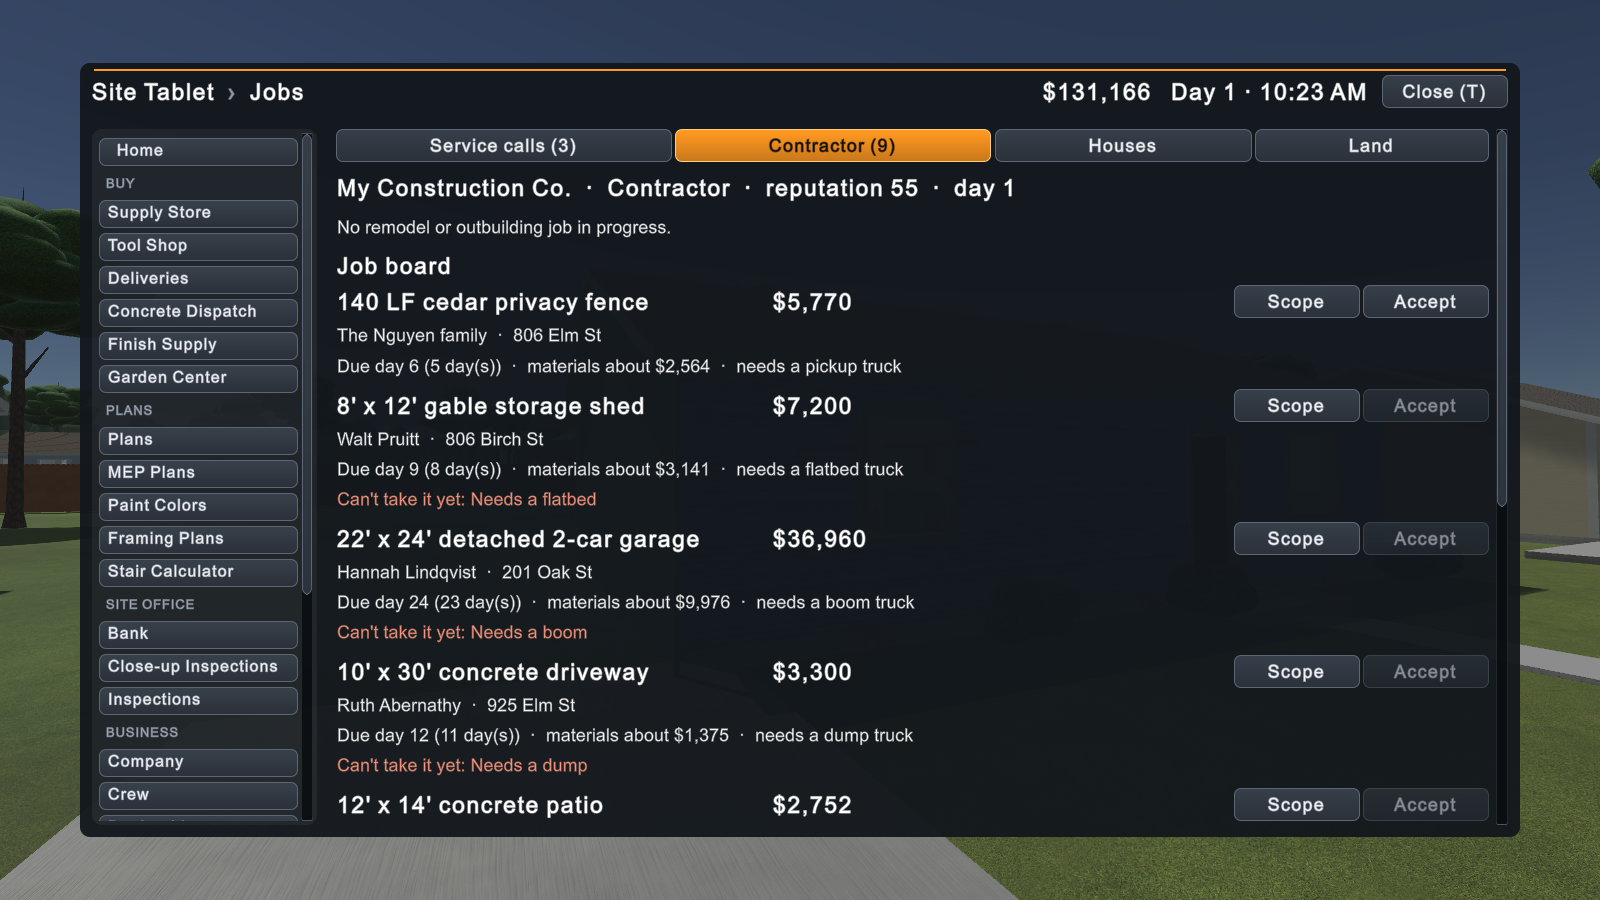 Site Tablet › Jobs
$131,166 Day 1 · 10:23 AM Close (T)
Home
BUY
Supply Store
Tool Shop
Deliveries
Concrete Dispatch
Finish Supply
Garden Center
PLANS
Plans
MEP Plans
Paint Colors
Framing Plans
Stair Calculator
SITE OFFICE
Bank
Close-up Inspections
Inspections
BUSINESS
Company
Crew
Service calls (3) Contractor (9) Houses Land
My Construction Co. · Contractor · reputation 55 · day 1
No remodel or outbuilding job in progress.
Job board
140 LF cedar privacy fence $5,770 Scope Accept
The Nguyen family · 806 Elm St
Due day 6 (5 day(s)) · materials about $2,564 · needs a pickup truck
8' x 12' gable storage shed $7,200 Scope Accept
Walt Pruitt · 806 Birch St
Due day 9 (8 day(s)) · materials about $3,141 · needs a flatbed truck
Can't take it yet: Needs a flatbed
22' x 24' detached 2-car garage $36,960 Scope Accept
Hannah Lindqvist · 201 Oak St
Due day 24 (23 day(s)) · materials about $9,976 · needs a boom truck
Can't take it yet: Needs a boom
10' x 30' concrete driveway $3,300 Scope Accept
Ruth Abernathy · 925 Elm St
Due day 12 (11 day(s)) · materials about $1,375 · needs a dump truck
Can't take it yet: Needs a dump
12' x 14' concrete patio $2,752 Scope Accept